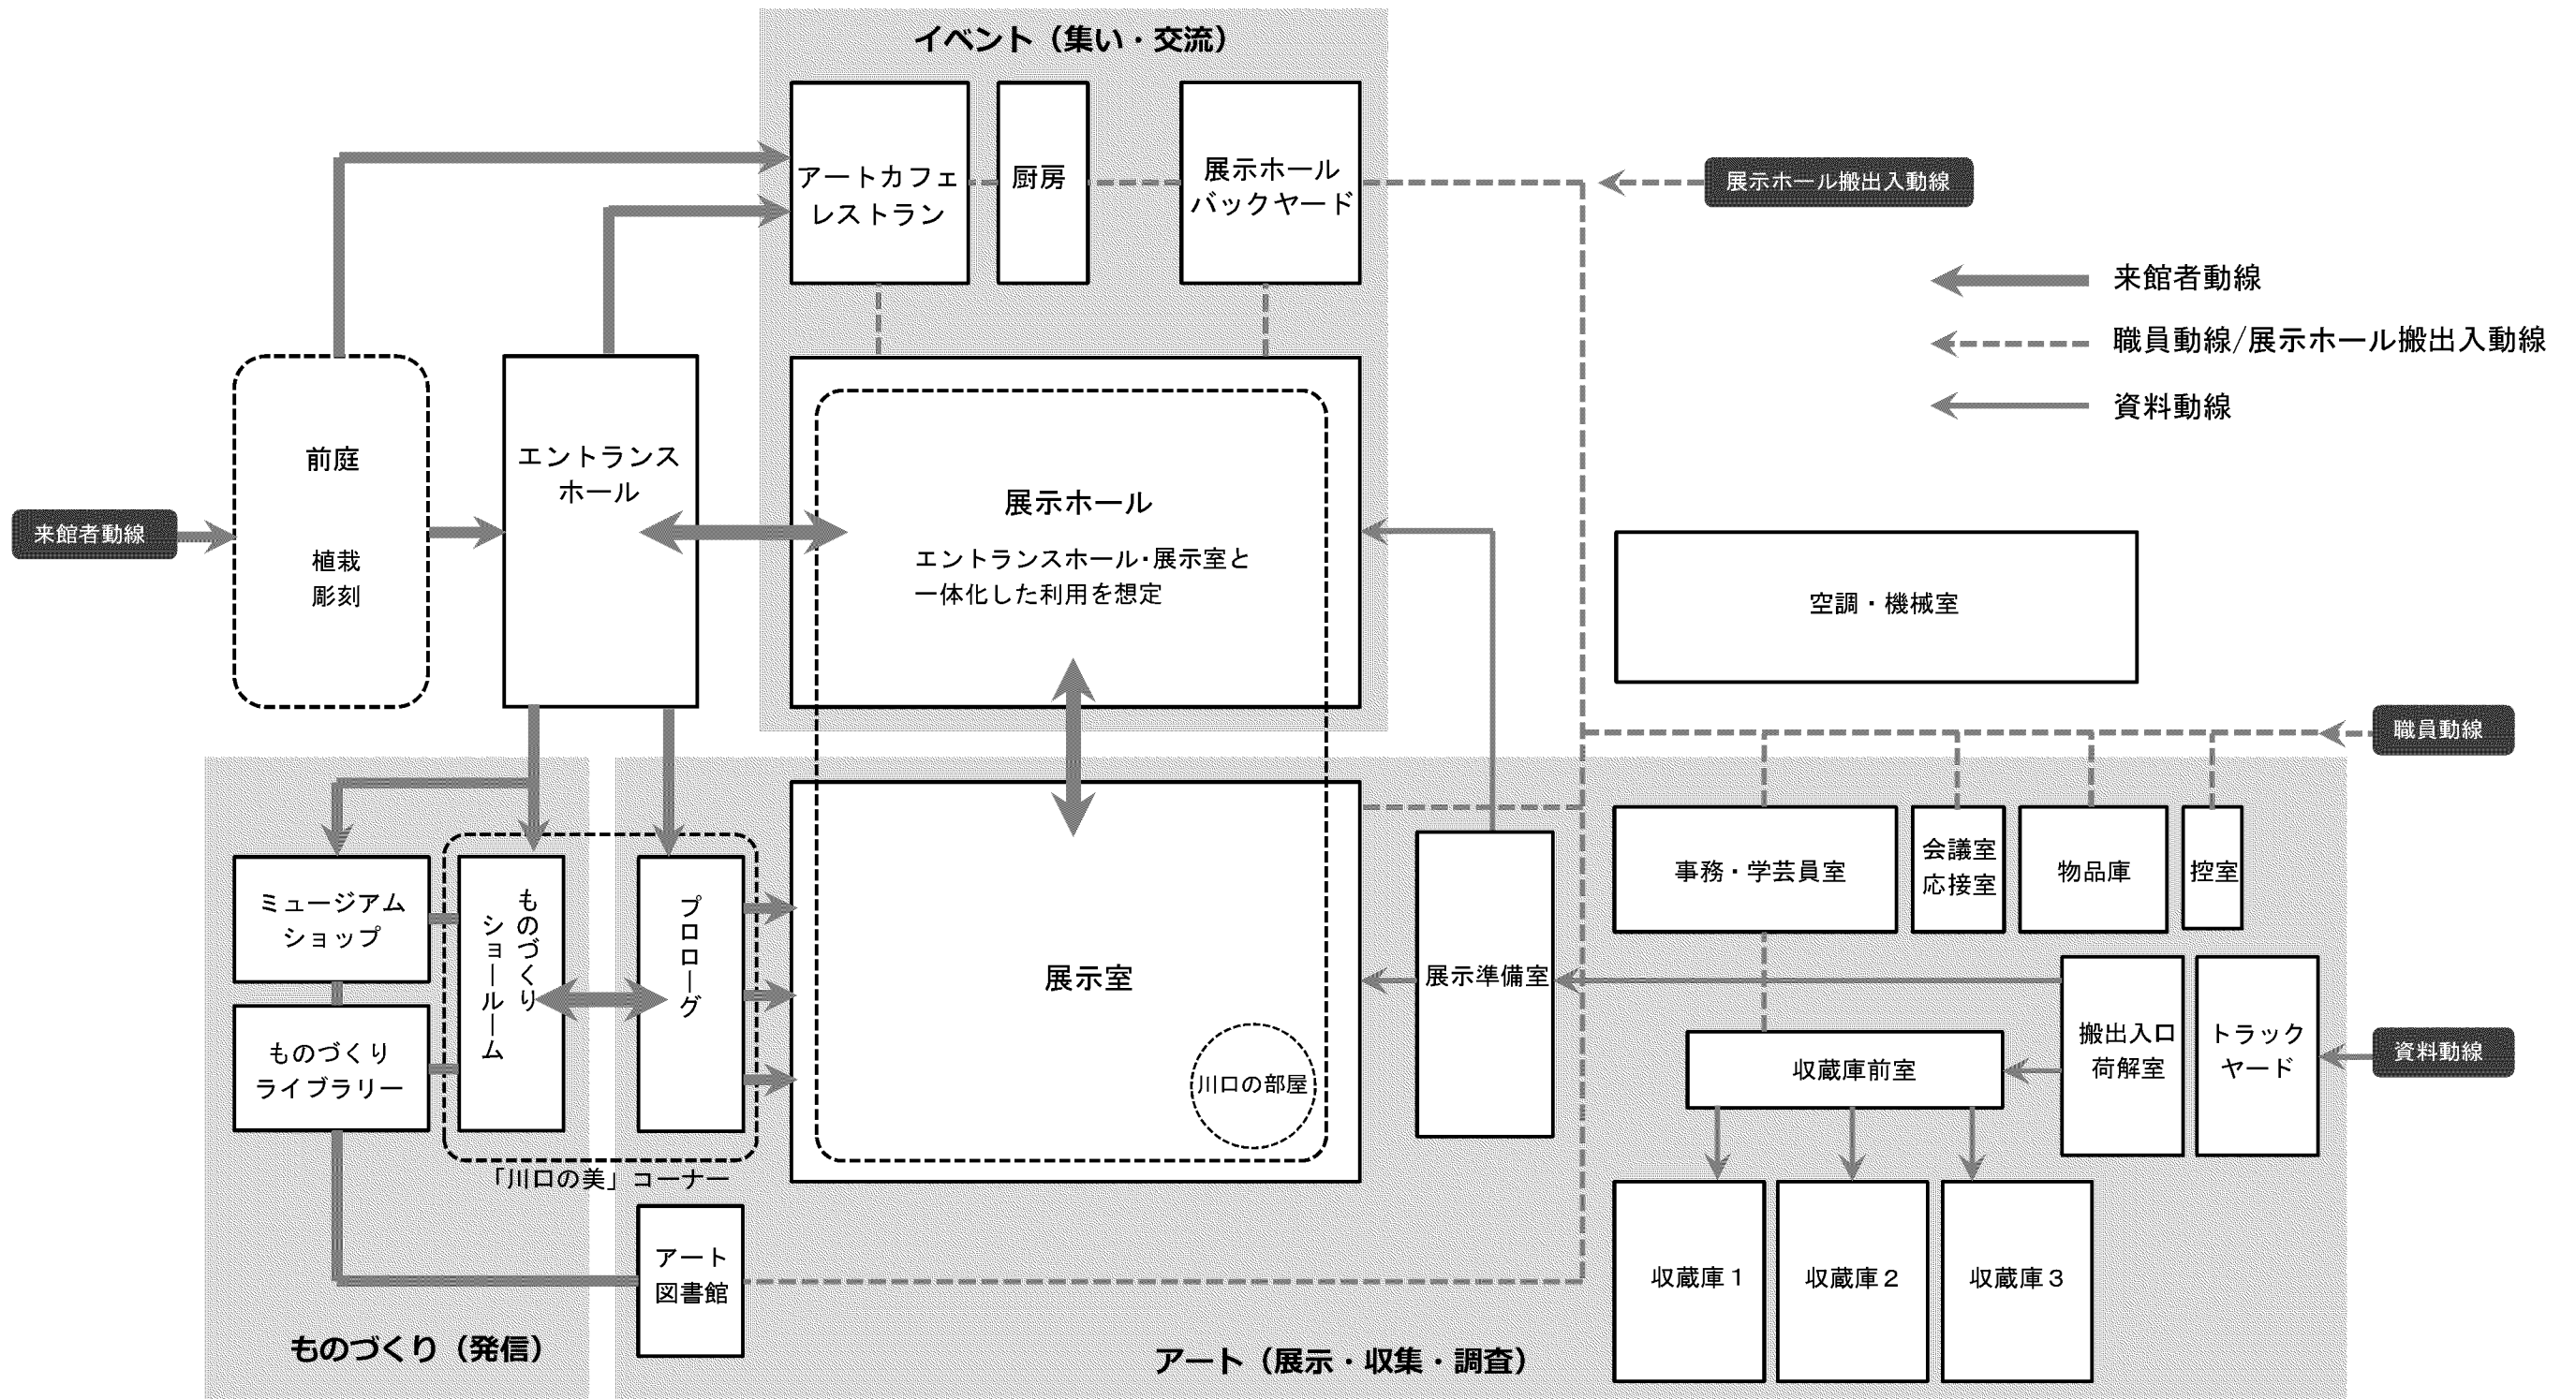 イベント（集い・交流）
アートカフェ
レストラン
厨房
展示ホール
バックヤード
展示ホール搬出入動線
来館者動線
職員動線/展示ホール搬出入動線
資料動線
前庭
植栽
彫刻
エントランス
ホール
来館者動線
展示ホール
エントランスホール・展示室と
一体化した利用を想定
空調・機械室
職員動線
ミュージアム
ショップ
ものづくり
ショールーム
プロローグ
ものづくり
ライブラリー
「川口の美」コーナー
展示室
川口の部屋
展示準備室
事務・学芸員室
会議室
応接室
物品庫
控室
搬出入口
荷解室
トラック
ヤード
資料動線
収蔵庫前室
収蔵庫１
収蔵庫２
収蔵庫３
アート
図書館
ものづくり（発信）
アート（展示・収集・調査）